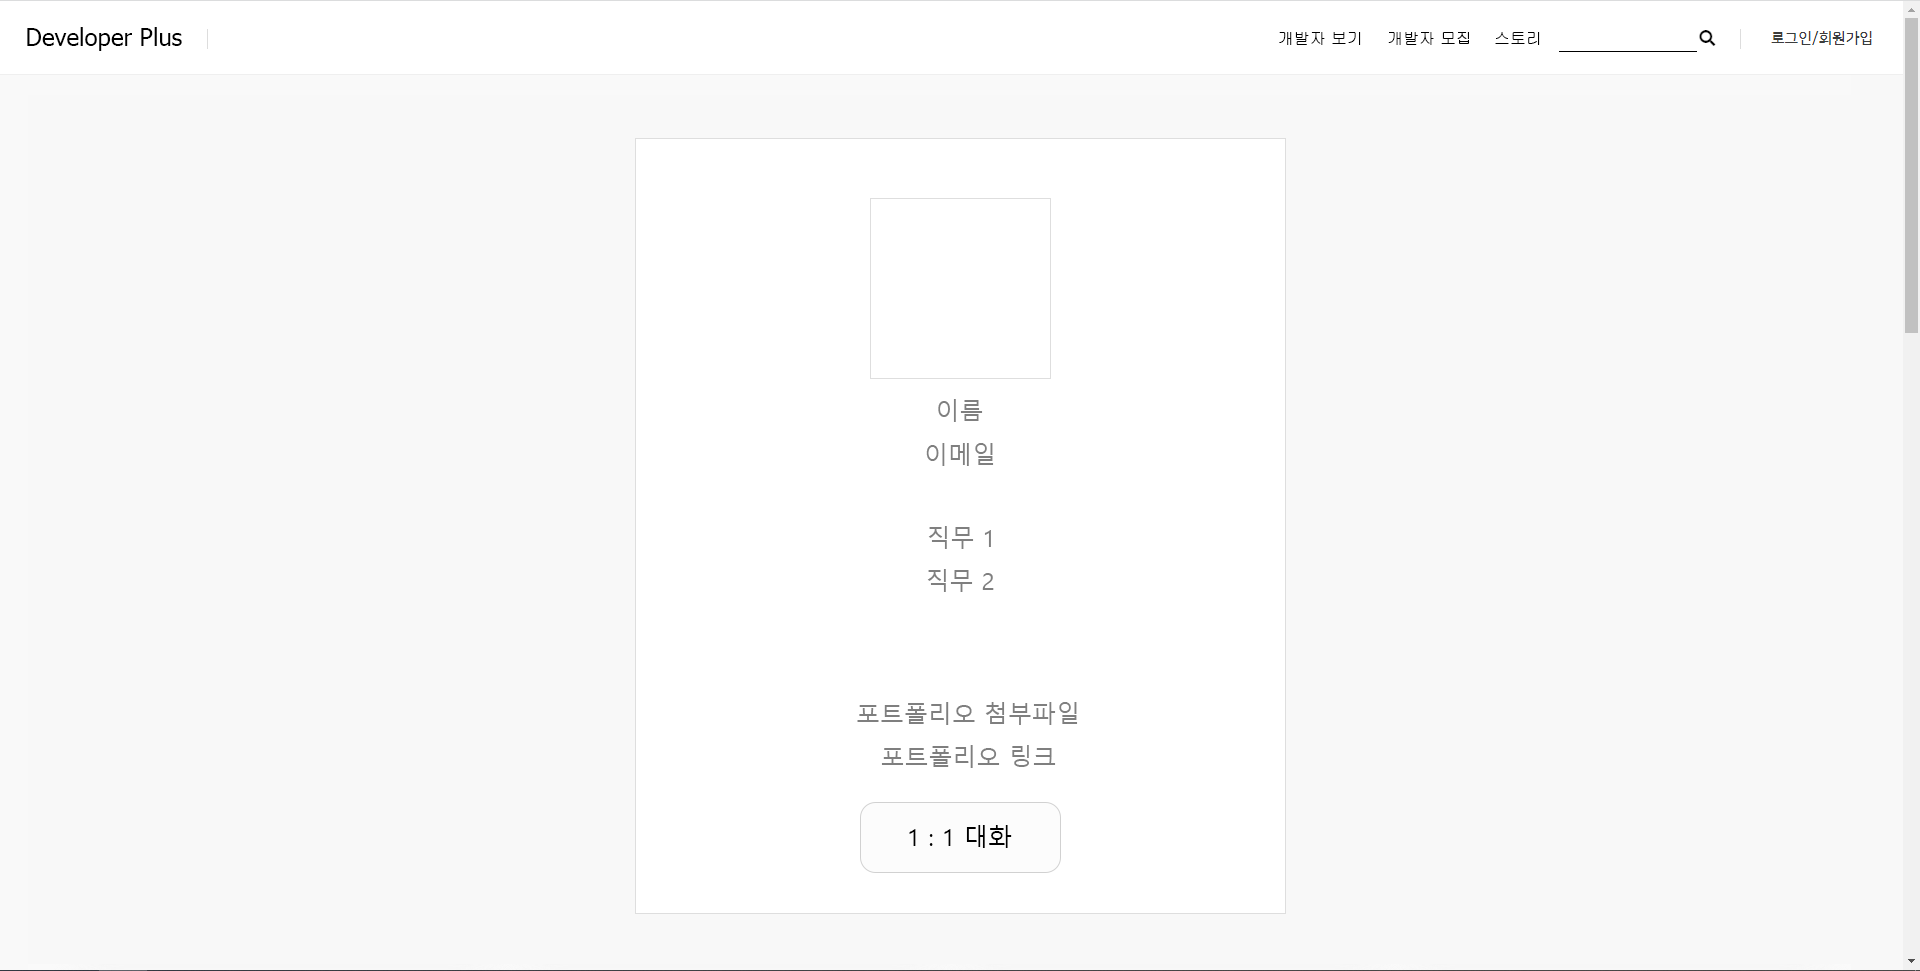 Developer Plus
개발자 보기 개발자 모집 스토리 로그인/회원가입
이름
이메일
직무 1
직무 2
포트폴리오 첨부파일
포트폴리오 링크
1 : 1 대화